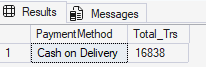 Results Messages
PaymentMethod Total_Trs
1 Cash on Delivery 16838